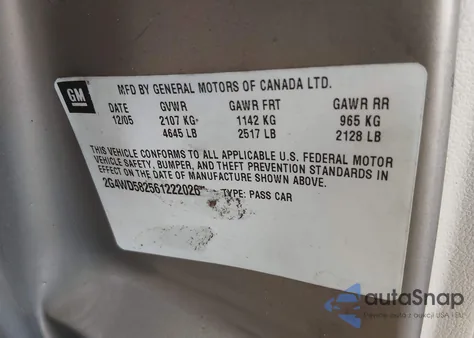 GM
MFD BY GENERAL MOTORS OF CANADA LTD.
DATE GVWR GAWR FRT GAWR RR
12/05 2107 KG 1142 KG 965 KG
4645 LB 2517 LB 2128 LB
THIS VEHICLE CONFORMS TO ALL APPLICABLE U.S. FEDERAL MOTOR
VEHICLE SAFETY, BUMPER, AND THEFT PREVENTION STANDARDS IN
EFFECT ON THE DATE OF MANUFACTURE SHOWN ABOVE.
2G4WD582561222026 TYPE: PASS CAR
autaSnap